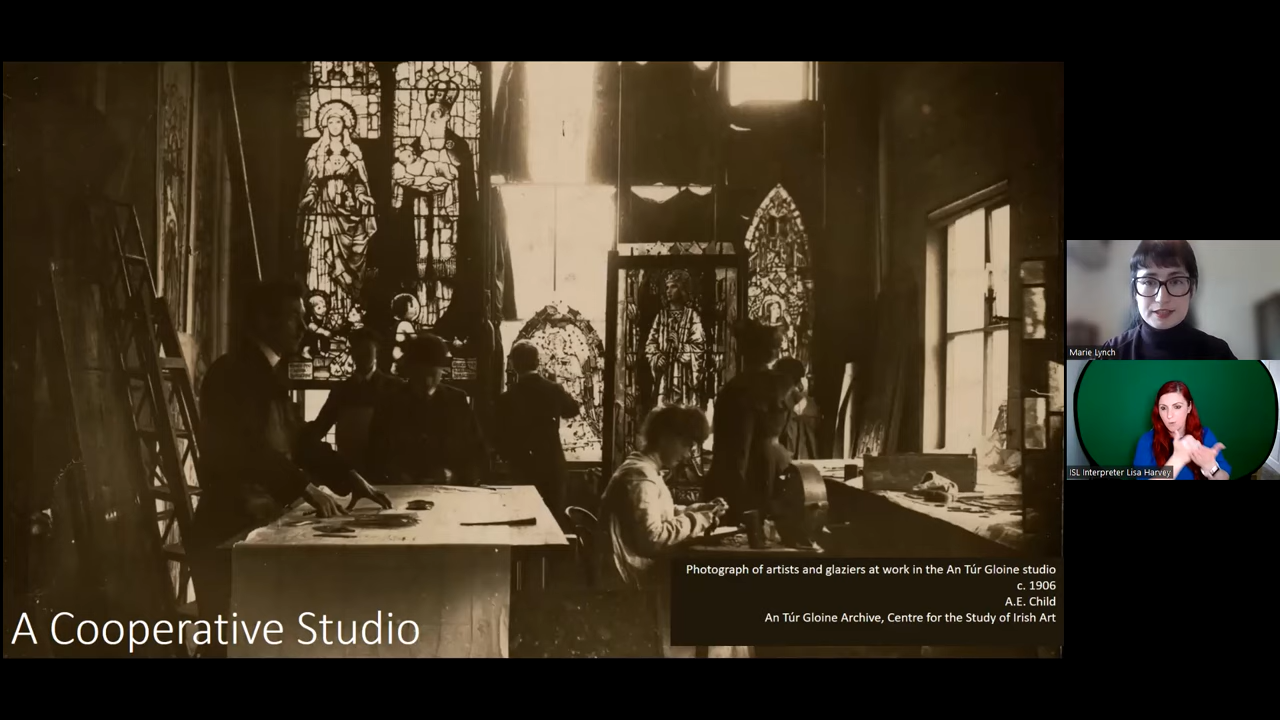 Photograph of artists and glaziers at work in the An Túr Gloine studio
c. 1906
A.E. Child
An Túr Gloine Archive, Centre for the Study of Irish Art
A Cooperative Studio
Marie Lynch
ISL Interpreter Lisa Harvey